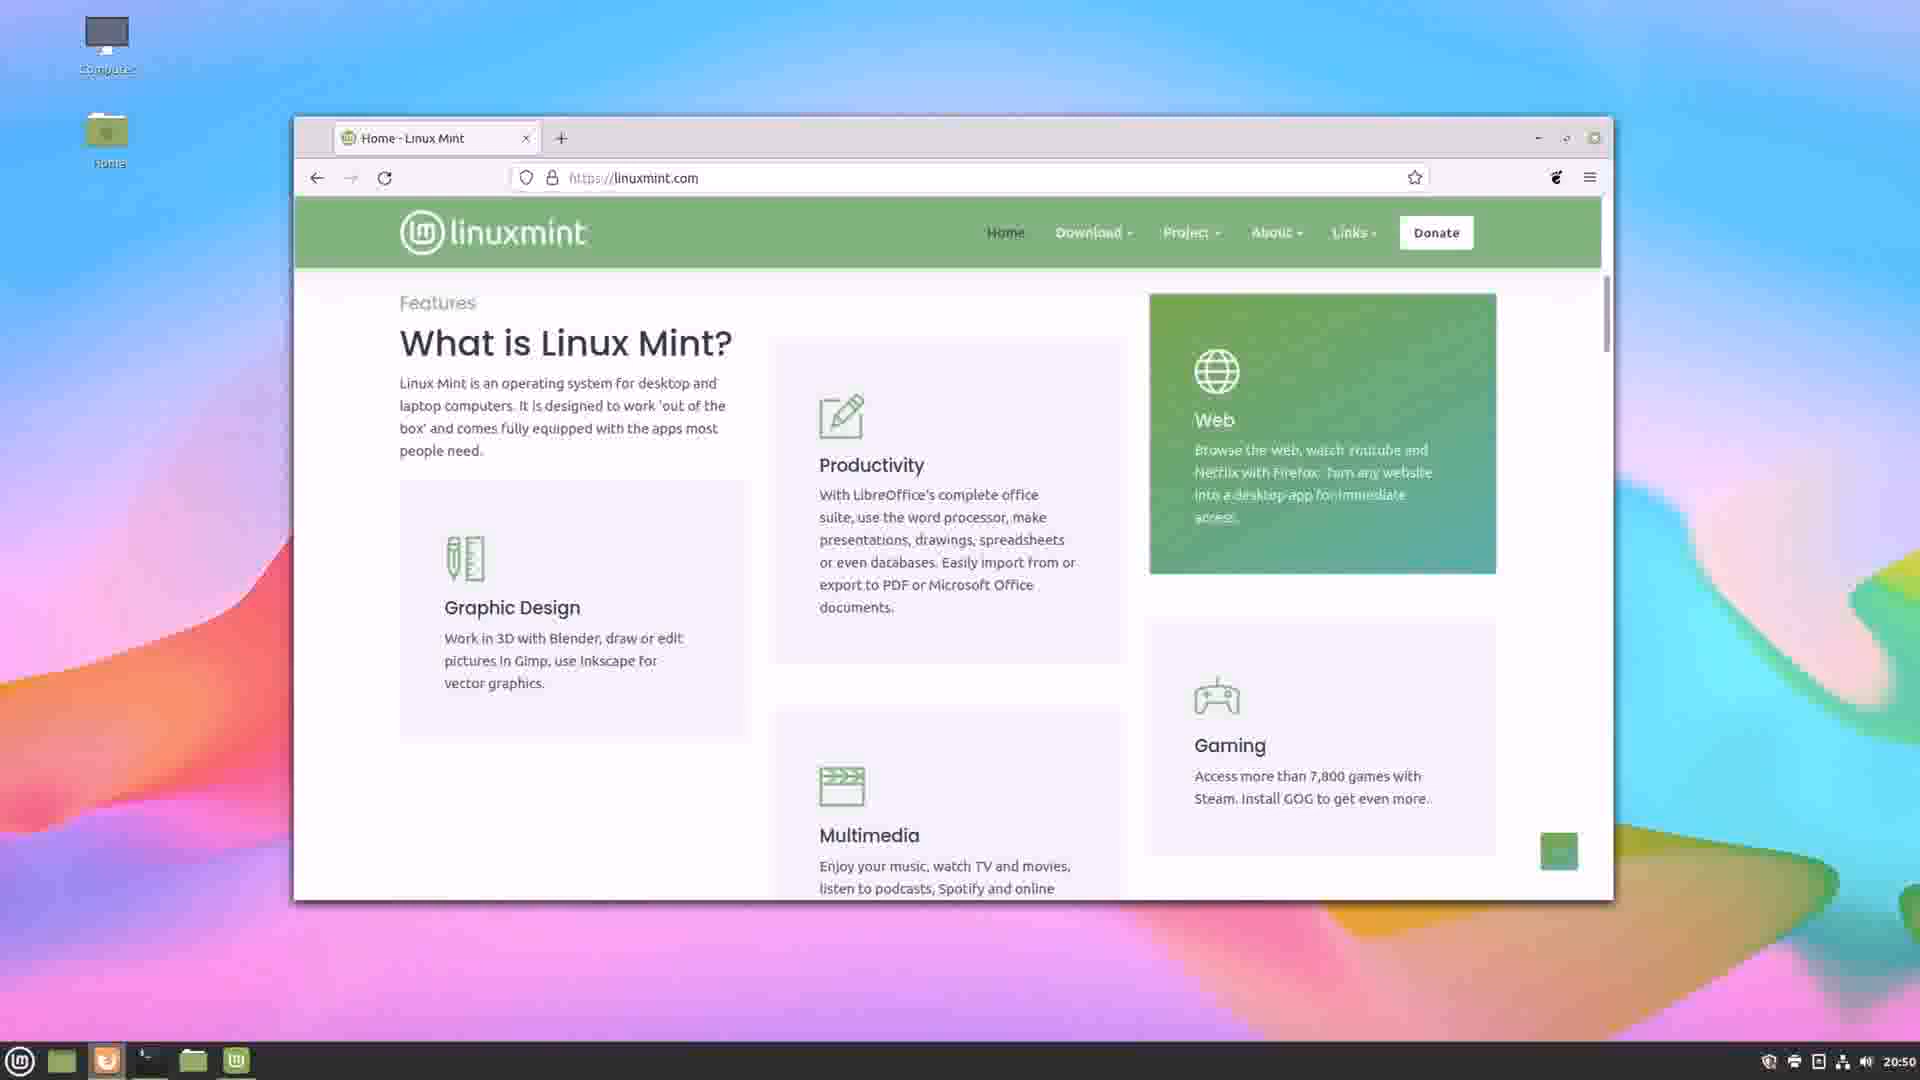 Computer
Home
Home - Linux Mint
https://linuxmint.com
linuxmint
Home
Download
Project
About
Links
Donate
Features
What is Linux Mint?
Linux Mint is an operating system for desktop and
laptop computers. It is designed to work 'out of the
box' and comes fully equipped with the apps most
people need.
Graphic Design
Work in 3D with Blender, draw or edit
pictures in Gimp, use Inkscape for
vector graphics.
Productivity
With LibreOffice's complete office
suite, use the word processor, make
presentations, drawings, spreadsheets
or even databases. Easily import from or
export to PDF or Microsoft Office
documents.
Multimedia
Enjoy your music, watch TV and movies,
listen to podcasts, Spotify and online
Web
Browse the Web, watch Youtube and
Netflix with Firefox. Turn any website
into a desktop app for immediate
access.
Gaming
Access more than 7,800 games with
Steam. Install GOG to get even more.
20:50